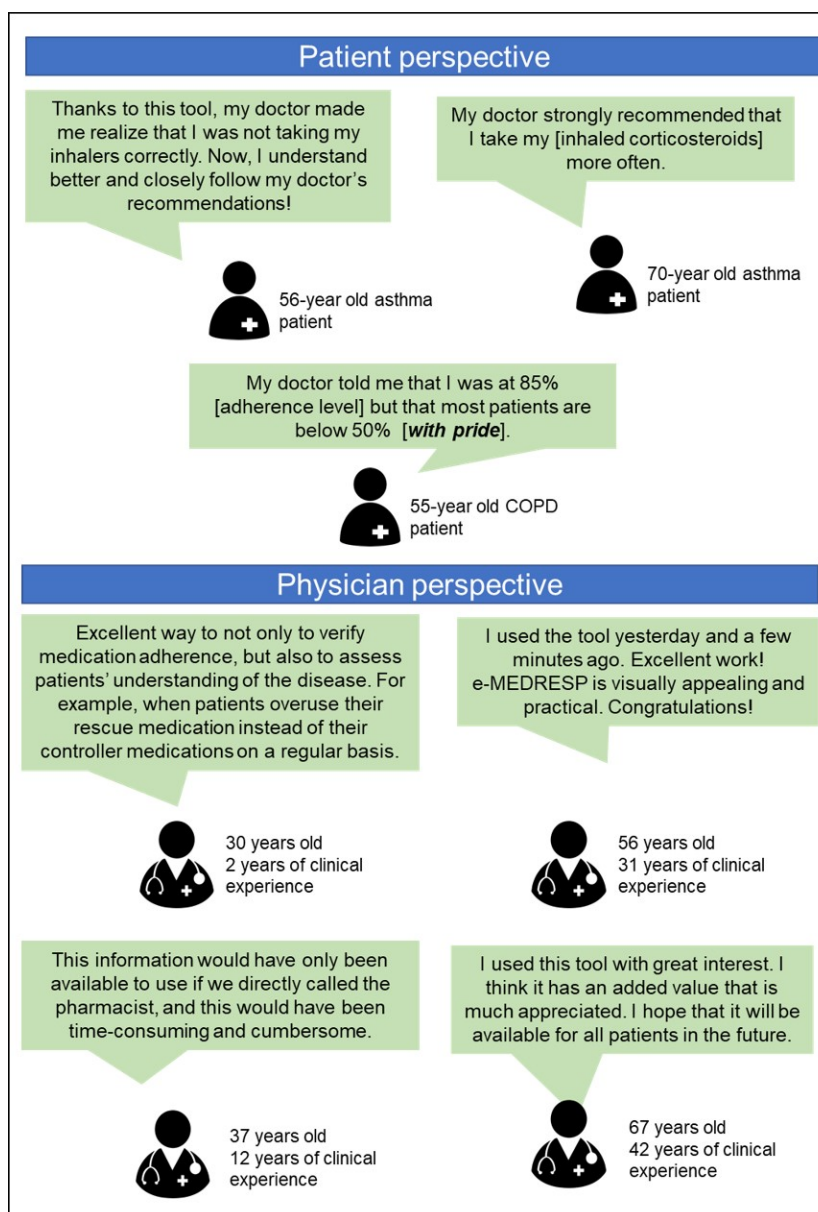 Patient perspective
Thanks to this tool, my doctor made
me realize that I was not taking my
inhalers correctly. Now, I understand
better and closely follow my doctor's
recommendations!
56-year old asthma
patient
My doctor strongly recommended that
I take my [inhaled corticosteroids]
more often.
70-year old asthma
patient
My doctor told me that I was at 85%
[adherence level] but that most patients are
below 50% [with pride].
55-year old COPD
patient
Physician perspective
Excellent way to not only to verify
medication adherence, but also to assess
patients' understanding of the disease. For
example, when patients overuse their
rescue medication instead of their
controller medications on a regular basis.
30 years old
2 years of clinical
experience
I used the tool yesterday and a few
minutes ago. Excellent work!
e-MEDRESP is visually appealing and
practical. Congratulations!
56 years old
31 years of clinical
experience
This information would have only been
available to use if we directly called the
pharmacist, and this would have been
time-consuming and cumbersome.
37 years old
12 years of clinical
experience
I used this tool with great interest. I
think it has an added value that is
much appreciated. I hope that it will be
available for all patients in the future.
67 years old
42 years of clinical
experience